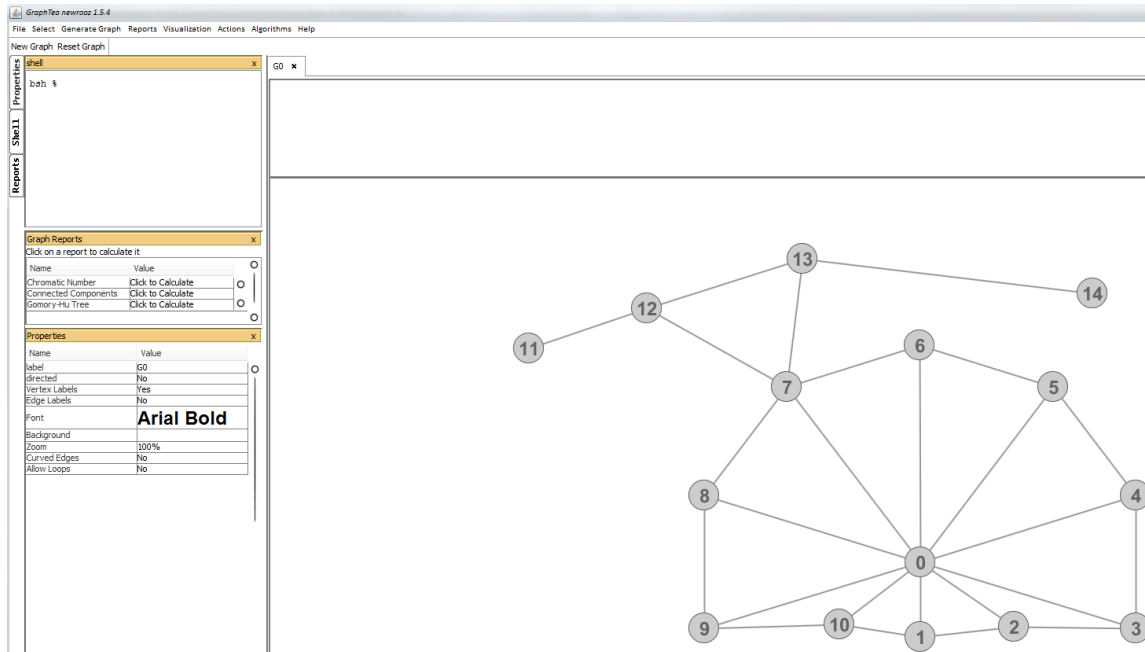 GraphTea newrooz 1.5.4
File Select Generate Graph Reports Visualization Actions Algorithms Help
New Graph Reset Graph
Properties
Shell
Reports
shell x
bsh %
Graph Reports x
Click on a report to calculate it
Name Value
Chromatic Number Click to Calculate
Connected Components Click to Calculate
Gomory-Hu Tree Click to Calculate
Properties x
Name Value
label G0
directed No
Vertex Labels Yes
Edge Labels No
Font Arial Bold
Background
Zoom 100%
Curved Edges No
Allow Loops No
G0 x
13
14
12
11
6
7
5
8
4
0
9
10
1
2
3